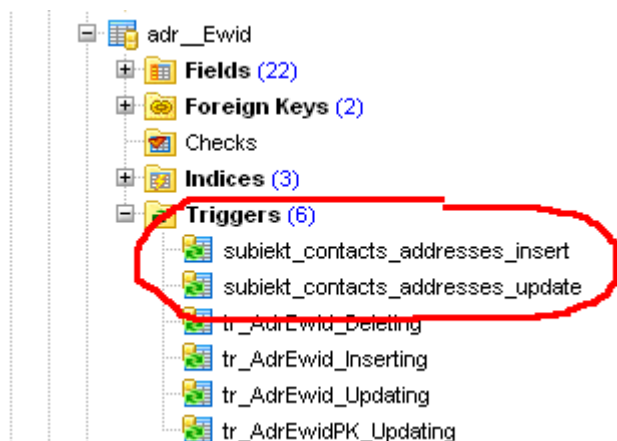 adr__Ewid
Fields (22)
Foreign Keys (2)
Checks
Indices (3)
Triggers (6)
subiekt_contacts_addresses_insert
subiekt_contacts_addresses_update
tr_AdrEwid_Deleting
tr_AdrEwid_Inserting
tr_AdrEwid_Updating
tr_AdrEwidPK_Updating